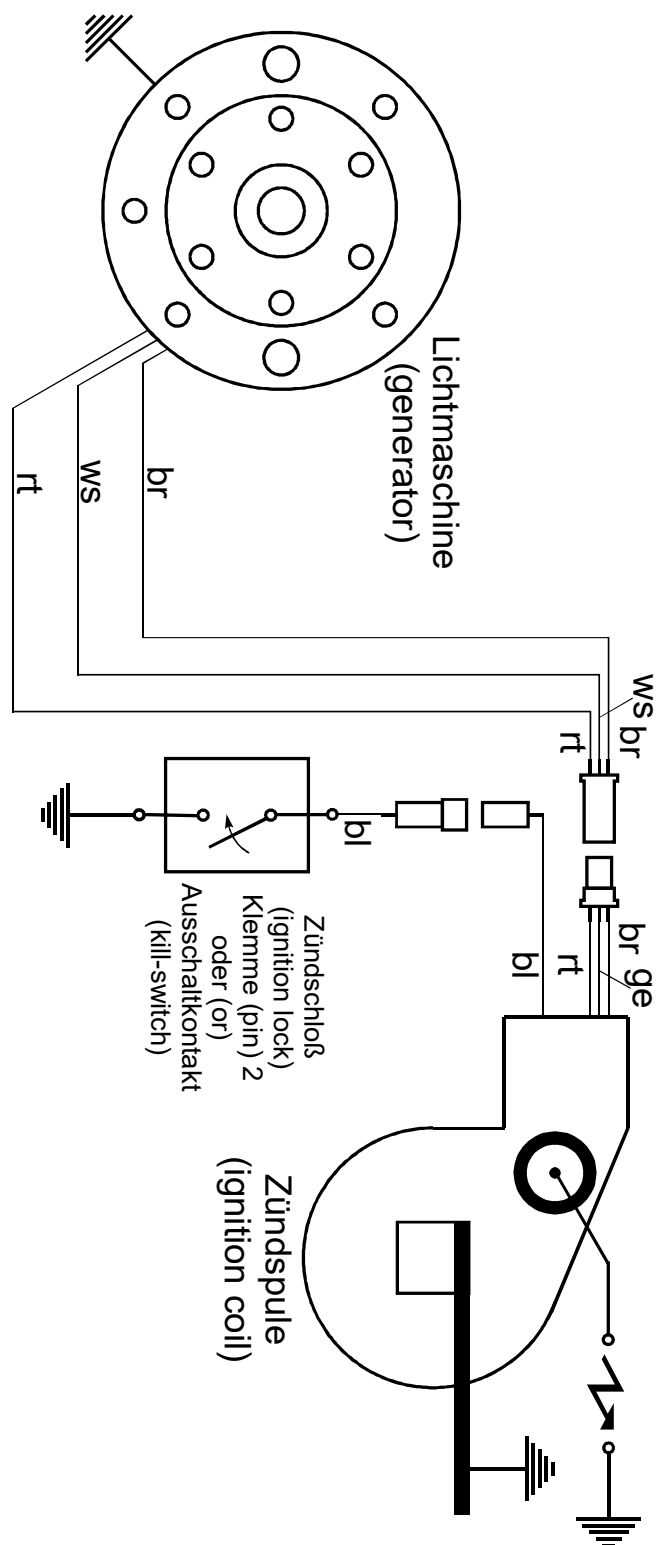 Lichtmaschine
(generator)
br
ws
rt
ws
br
rt
bl
br
ge
rt
bl
Zündschloß
(ignition lock)
Klemme (pin) 2
oder (or)
Ausschaltkontakt
(kill-switch)
Zündspule
(ignition coil)